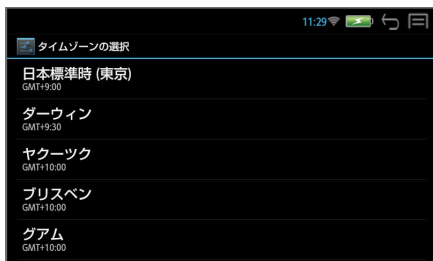 11:29
タイムゾーンの選択
日本標準時 (東京)
GMT+9:00
ダーウィン
GMT+9:30
ヤクーツク
GMT+10:00
ブリスベン
GMT+10:00
グアム
GMT+10:00